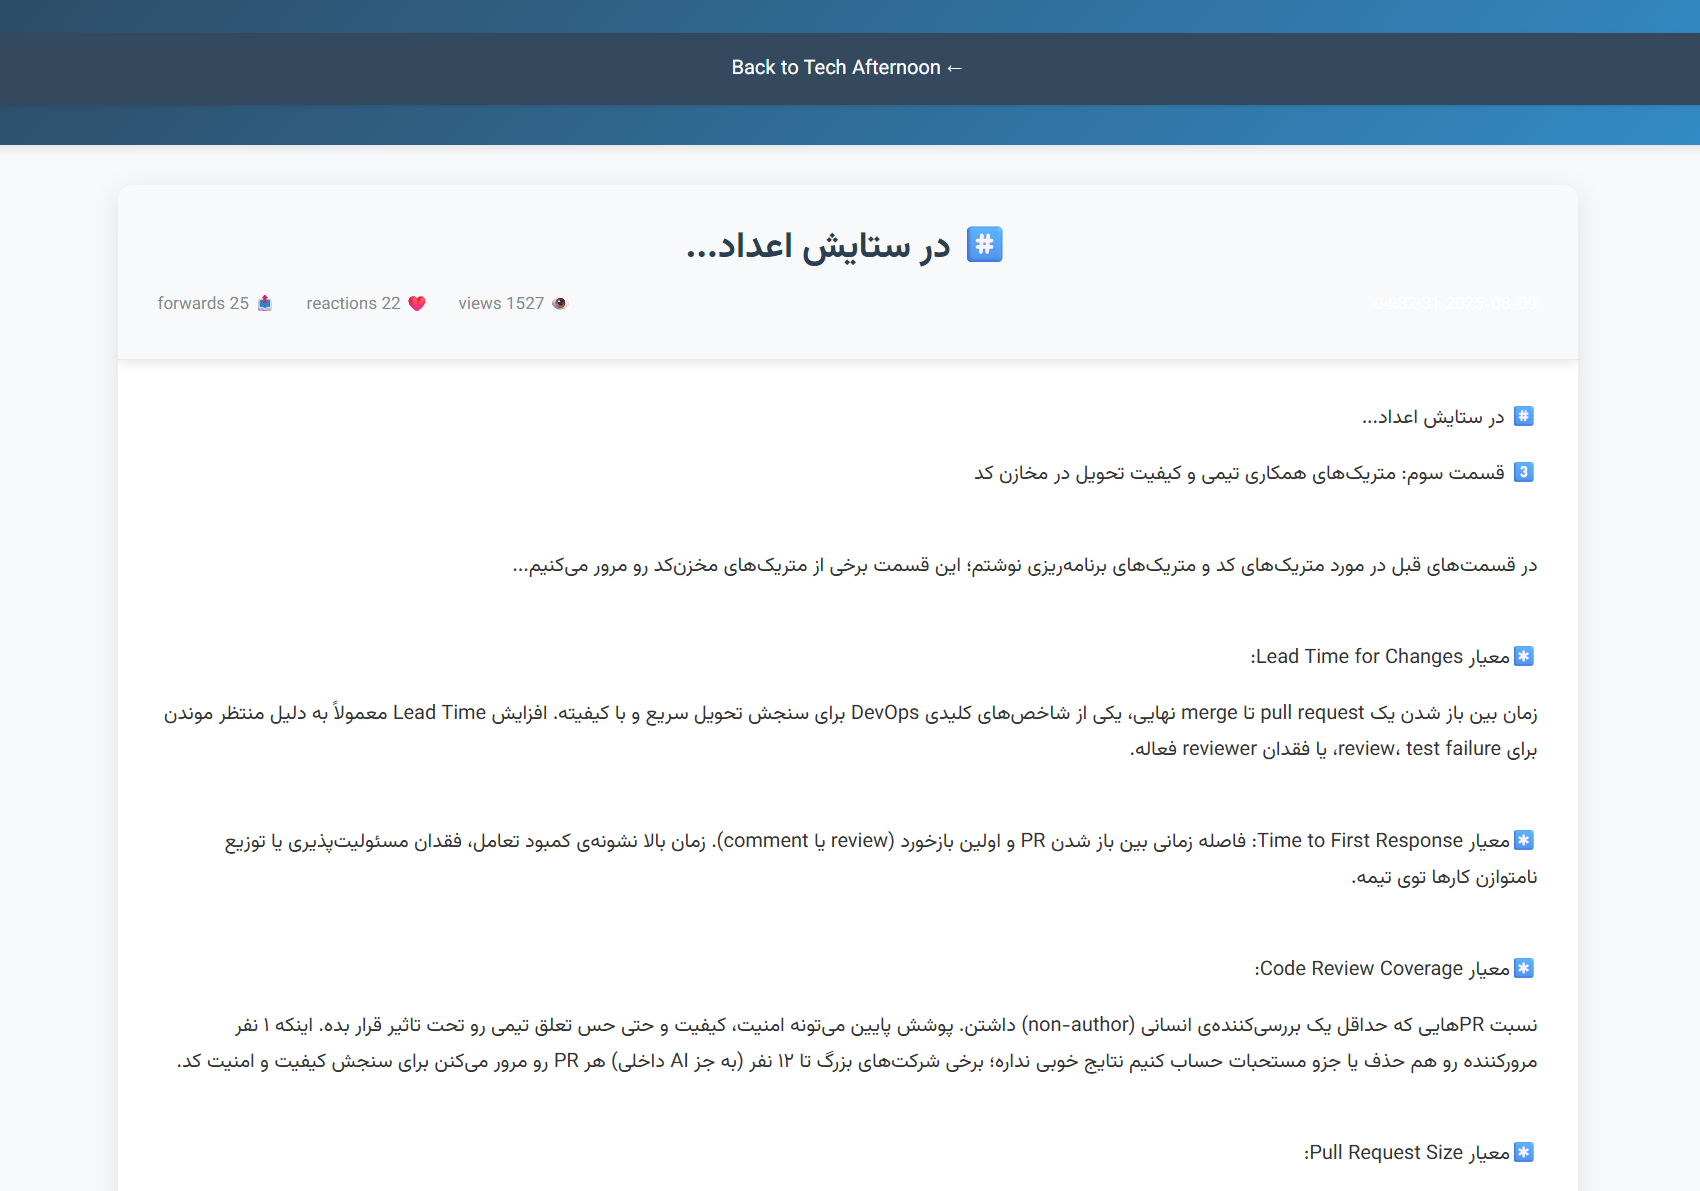 Back to Tech Afternoon ←
#️⃣ در ستایش اعداد...
04:32:31 2025-08-09
👁 1527 views ❤️ 22 reactions 📤 25 forwards
#️⃣ در ستایش اعداد...
3️⃣ قسمت سوم: متریک‌های همکاری تیمی و کیفیت تحویل در مخازن کد
در قسمت‌های قبل در مورد متریک‌های کد و متریک‌های برنامه‌ریزی نوشتم؛ این قسمت برخی از متریک‌های مخزن‌کد رو مرور می‌کنیم...
*️⃣معیار Lead Time for Changes:
زمان بین باز شدن یک pull request تا merge نهایی، یکی از شاخص‌های کلیدی DevOps برای سنجش تحویل سریع و با کیفیته. افزایش Lead Time معمولاً به دلیل منتظر موندن
برای review، test failure، یا فقدان reviewer فعاله.
*️⃣معیار Time to First Response: فاصله زمانی بین باز شدن PR و اولین بازخورد (review یا comment). زمان بالا نشونه‌ی کمبود تعامل، فقدان مسئولیت‌پذیری یا توزیع
نامتوازن کارها توی تیمه.
*️⃣معیار Code Review Coverage:
نسبت PRهایی که حداقل یک بررسی‌کننده‌ی انسانی (non-author) داشتن. پوشش پایین می‌تونه امنیت، کیفیت و حتی حس تعلق تیمی رو تحت تاثیر قرار بده. اینکه ۱ نفر
مرورکننده رو هم حذف یا جزو مستحبات حساب کنیم نتایج خوبی نداره؛ برخی شرکت‌های بزرگ تا ۱۲ نفر (به جز AI داخلی) هر PR رو مرور می‌کنن برای سنجش کیفیت و امنیت کد.
*️⃣معیار Pull Request Size: